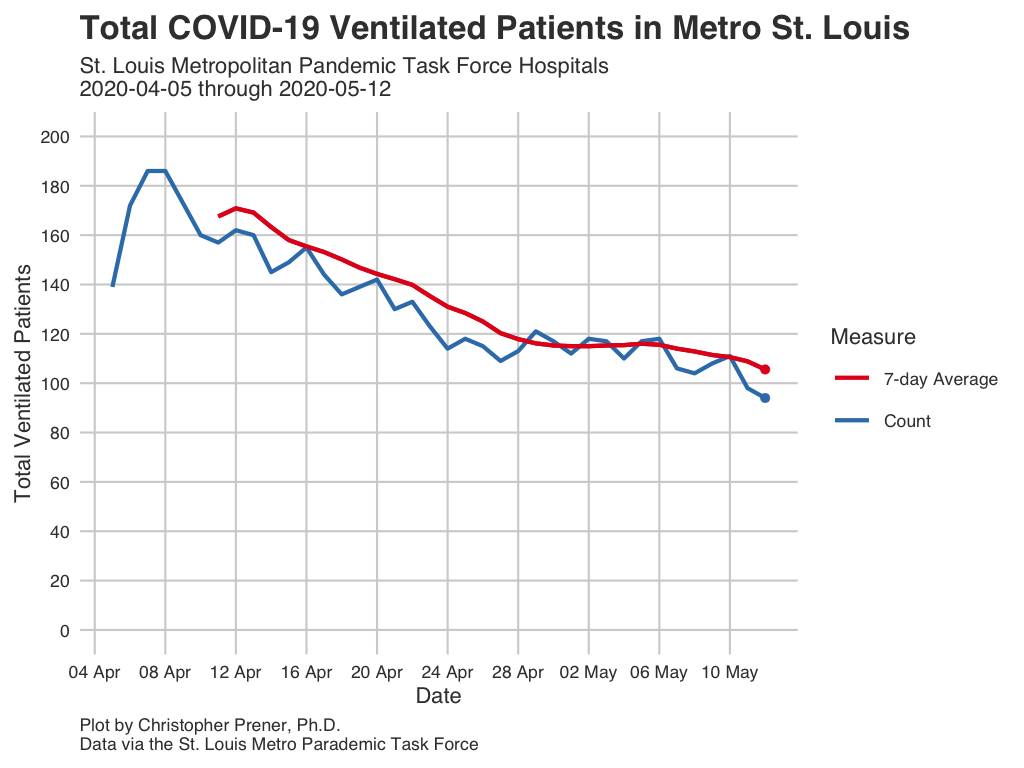 Total COVID-19 Ventilated Patients in Metro St. Louis
St. Louis Metropolitan Pandemic Task Force Hospitals
2020-04-05 through 2020-05-12
Total Ventilated Patients
200
180
160
140
120
100
80
60
40
20
0
04 Apr 08 Apr 12 Apr 16 Apr 20 Apr 24 Apr 28 Apr 02 May 06 May 10 May
Date
Measure
7-day Average
Count
Plot by Christopher Prener, Ph.D.
Data via the St. Louis Metro Parademic Task Force